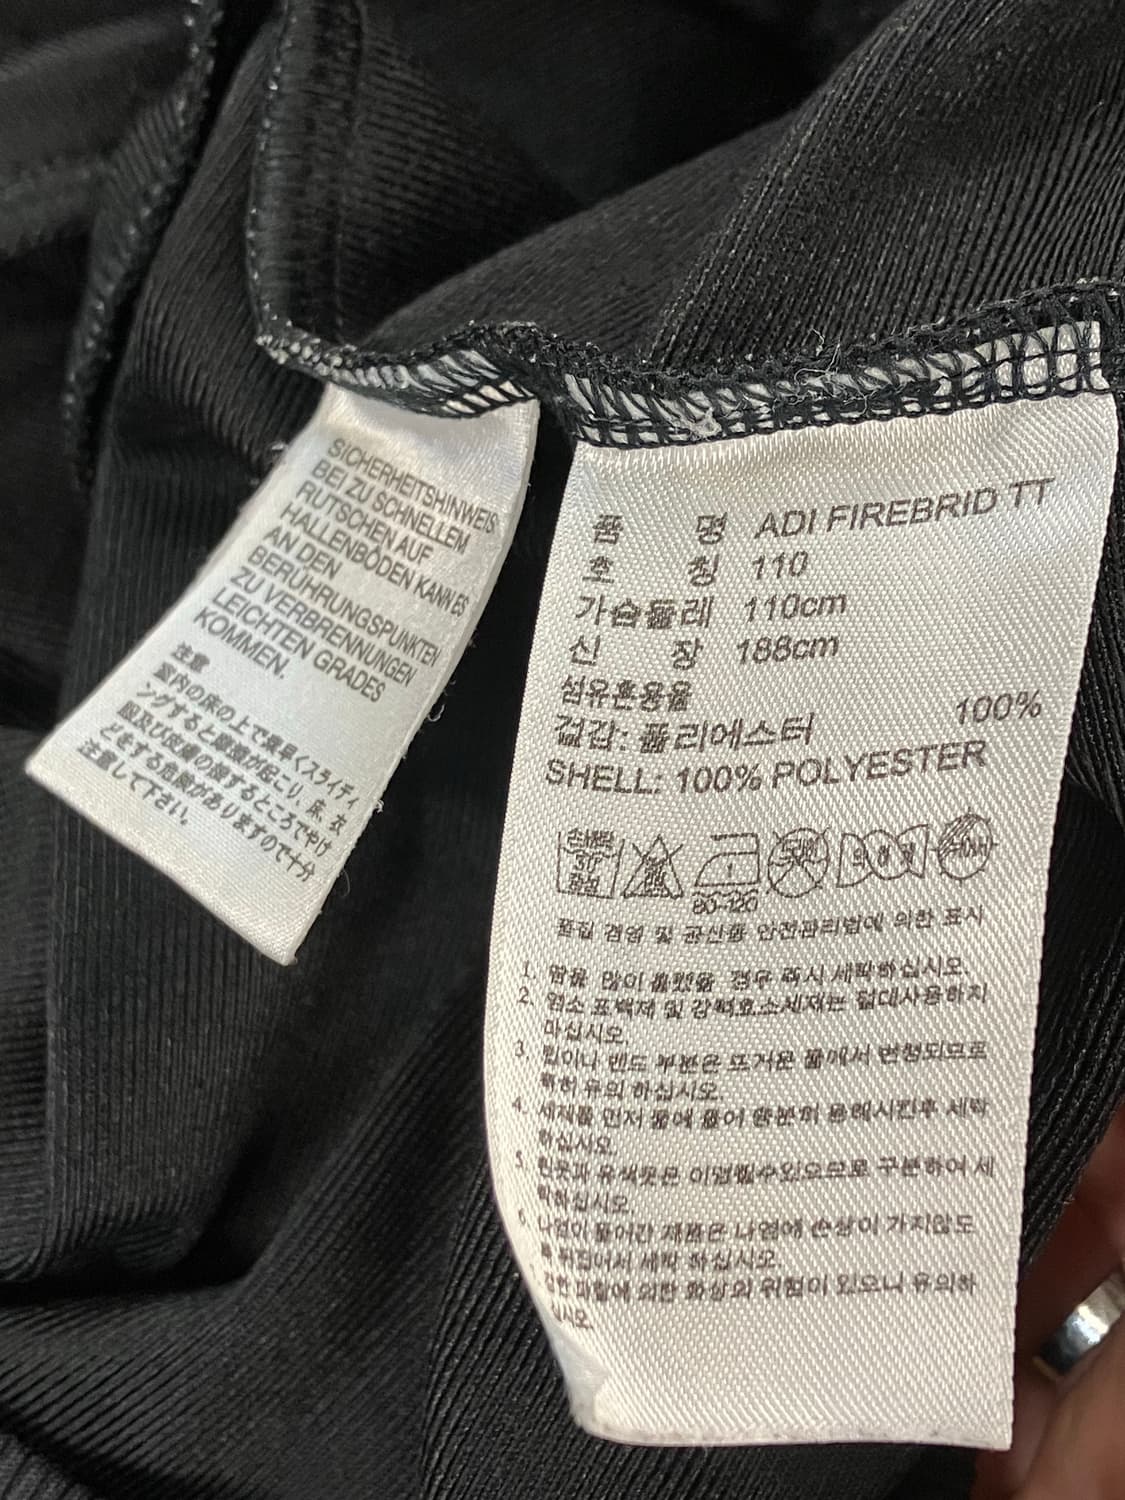 SICHERHEITSHINWEIS
BEI ZU SCHNELLEM
RUTSCHEN AUF
HALLENBÖDEN KANN ES
AN DEN
BERÜHRUNGSPUNKTEN
ZU VERBRENNUNGEN
LEICHTEN GRADES
KOMMEN.
注意
室内の床の上で素早くスライディ
ングすると摩擦が起こり、床、衣
服及び皮膚の接するところでやけ
どをする危険がありますので十分
注意して下さい。
품 명 ADI FIREBRID TT
호 칭 110
가슴둘레 110cm
신 장 188cm
섬유혼용율
겉감: 폴리에스터 100%
SHELL: 100% POLYESTER
80-120
품질 경영 및 공산품 안전관리법에 의한 표시
1. 땀을 많이 흘렸을 경우 즉시 세탁하십시오.
2. 염소 표백제 및 강력효소세제는 절대사용하지
마십시오.
3. 힙이나 밴드 부분은 뜨거운 물에서 변형되므로
특히 유의 하십시오.
4. 세제를 먼저 물에 풀어 충분히 용해시킨후 세탁
하십시오.
5. 흰옷과 유색옷은 이염될수있으므로 구분하여 세
탁하십시오.
6. 나염이 들어간 제품은 나염에 손상이 가지않도
록 뒤집어서 세탁 하십시오.
마찰에 의한 화상의 위험이 있으니 유의하
십시오.